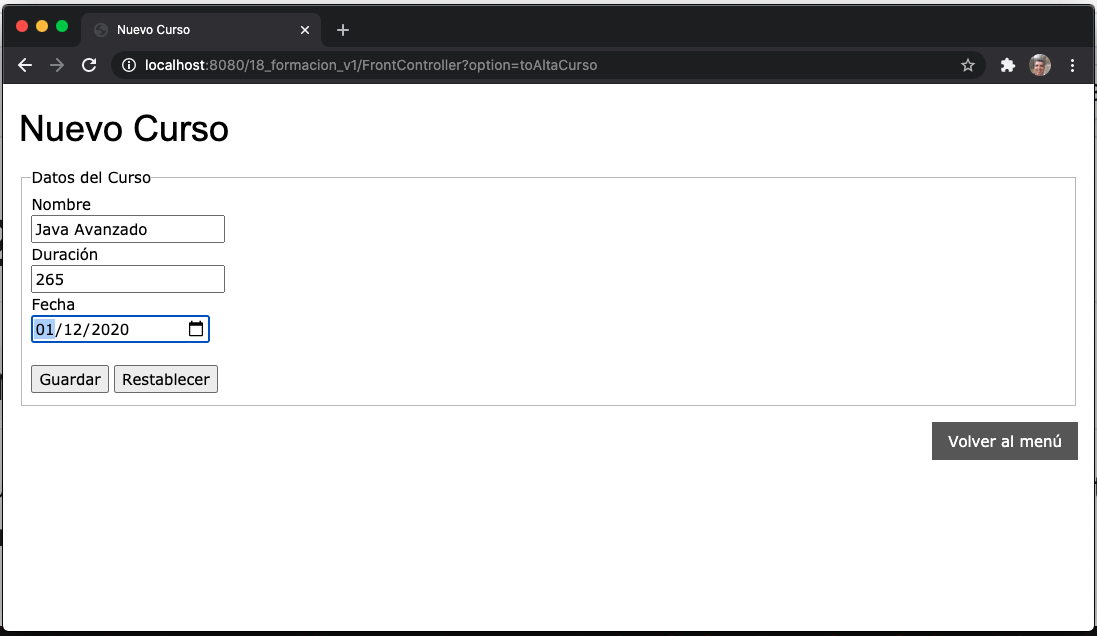 Nuevo Curso
localhost:8080/18_formacion_v1/FrontController?option=toAltaCurso
Nuevo Curso
Datos del Curso
Nombre
Java Avanzado
Duración
265
Fecha
01/12/2020
Guardar Restablecer
Volver al menú